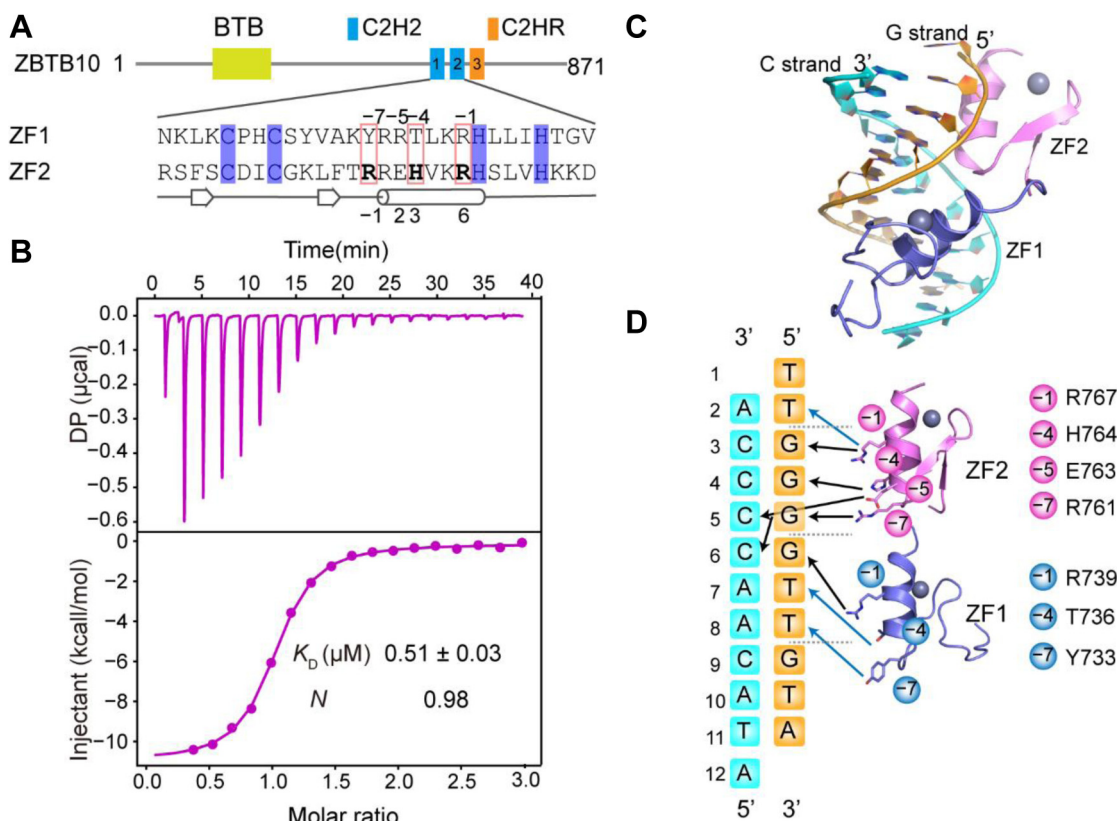 A
BTB
C2H2
C2HR
ZBTB10 1
1 2 3
871
−7 −5 −4 −1
ZF1 NKLKCPHCSYVAKYRRTLKRHLLIHTGV
ZF2 RSFSCDICGKLFTRREHVKRHSLVHKKD
−1 2 3 6
B
Time(min)
0 5 10 15 20 25 30 35 40
DP (μcal)
0.0
−0.1
−0.2
−0.3
−0.4
−0.5
−0.6
Injectant (kcall/mol)
0
−2
−4
−6
−8
−10
KD (μM) 0.51 ± 0.03
N 0.98
0.0 0.5 1.0 1.5 2.0 2.5 3.0
Molar ratio
C
G strand 5’
C strand 3’
ZF2
ZF1
D
3’ 5’
1 T
2 A T
3 C G
4 C G
5 C G
6 C G
7 A T
8 A T
9 C G
10 A T
11 T A
12 A
5’ 3’
−1
−4
−5
−7
ZF2
−1
−4
−7
ZF1
−1 R767
−4 H764
−5 E763
−7 R761
−1 R739
−4 T736
−7 Y733